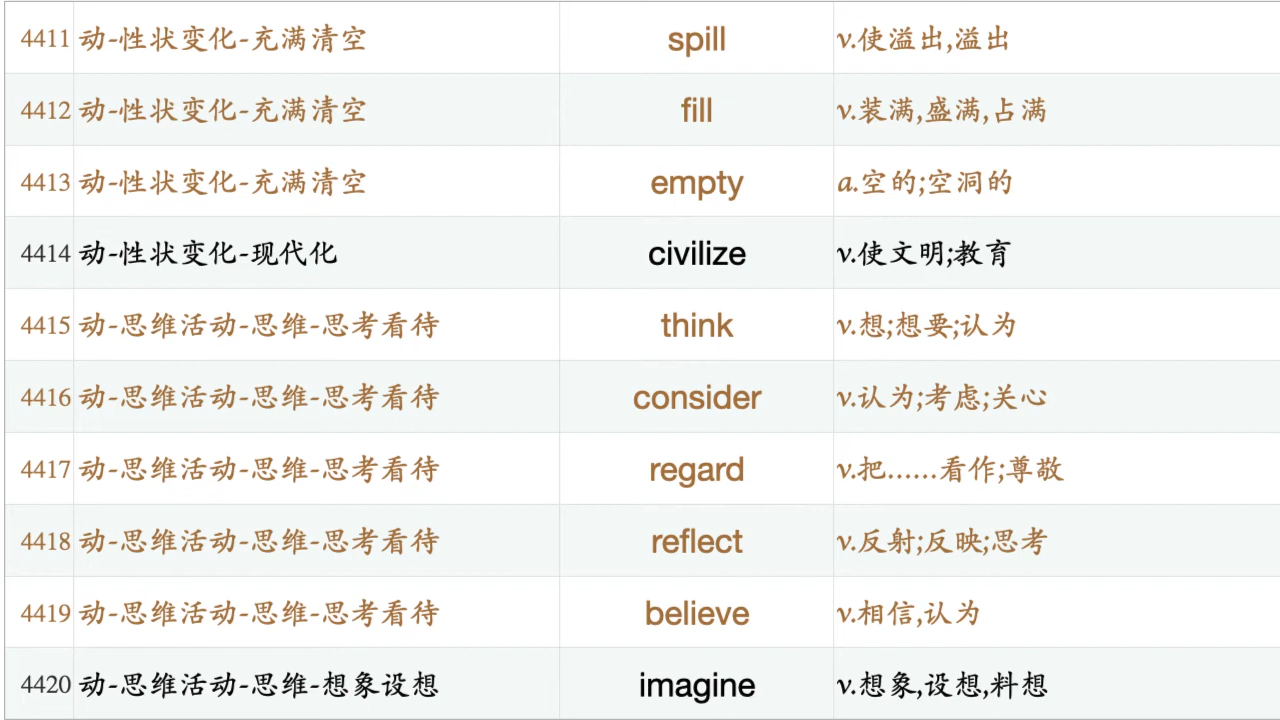 4411 动-性状变化-充满清空 spill v.使溢出,溢出
4412 动-性状变化-充满清空 fill v.装满,盛满,占满
4413 动-性状变化-充满清空 empty a.空的;空洞的
4414 动-性状变化-现代化 civilize v.使文明;教育
4415 动-思维活动-思维-思考看待 think v.想;想要;认为
4416 动-思维活动-思维-思考看待 consider v.认为;考虑;关心
4417 动-思维活动-思维-思考看待 regard v.把……看作;尊敬
4418 动-思维活动-思维-思考看待 reflect v.反射;反映;思考
4419 动-思维活动-思维-思考看待 believe v.相信,认为
4420 动-思维活动-思维-想象设想 imagine v.想象,设想,料想